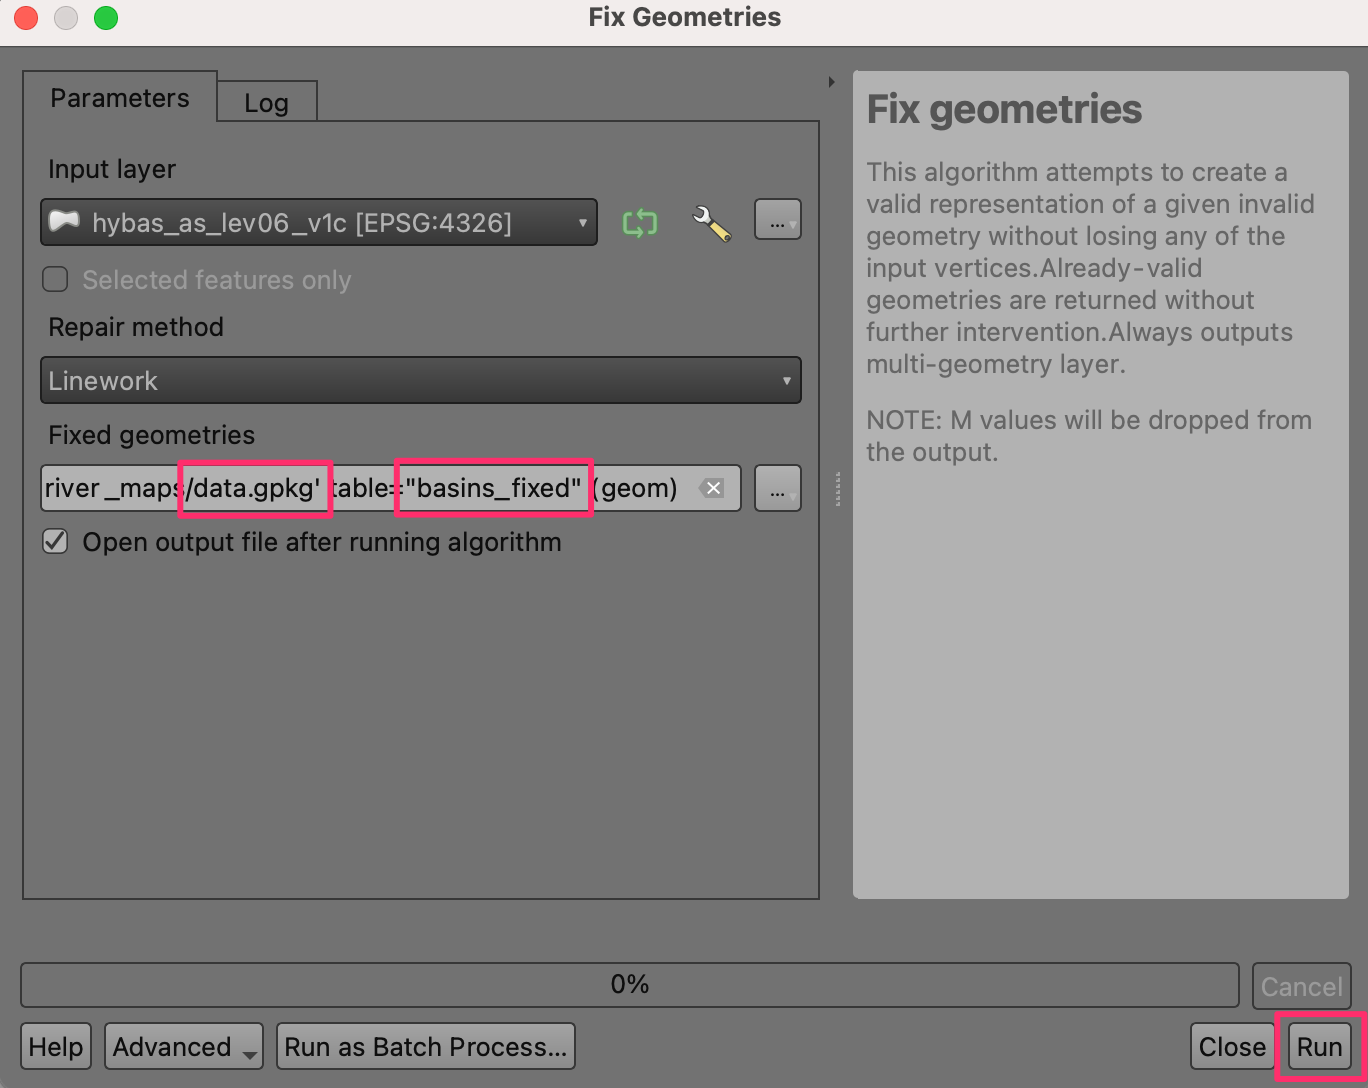 Fix Geometries
Parameters
Log
Input layer
hybas_as_lev06_v1c [EPSG:4326]
...
Selected features only
Repair method
Linework
Fixed geometries
river _maps/data.gpkg' table="basins_fixed" (geom)
...
Open output file after running algorithm
Fix geometries
This algorithm attempts to create a
valid representation of a given invalid
geometry without losing any of the
input vertices.Already-valid
geometries are returned without
further intervention.Always outputs
multi-geometry layer.
NOTE: M values will be dropped from
the output.
0%
Cancel
Help
Advanced
Run as Batch Process...
Close
Run